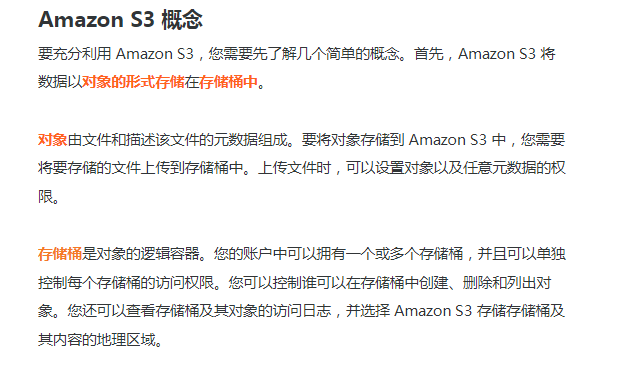 Amazon S3 概念
要充分利用 Amazon S3，您需要先了解几个简单的概念。首先，Amazon S3 将
数据以对象的形式存储在存储桶中。
对象由文件和描述该文件的元数据组成。要将对象存储到 Amazon S3 中，您需要
将要存储的文件上传到存储桶中。上传文件时，可以设置对象以及任意元数据的权
限。
存储桶是对象的逻辑容器。您的账户中可以拥有一个或多个存储桶，并且可以单独
控制每个存储桶的访问权限。您可以控制谁可以在存储桶中创建、删除和列出对
象。您还可以查看存储桶及其对象的访问日志，并选择 Amazon S3 存储存储桶及
其内容的地理区域。